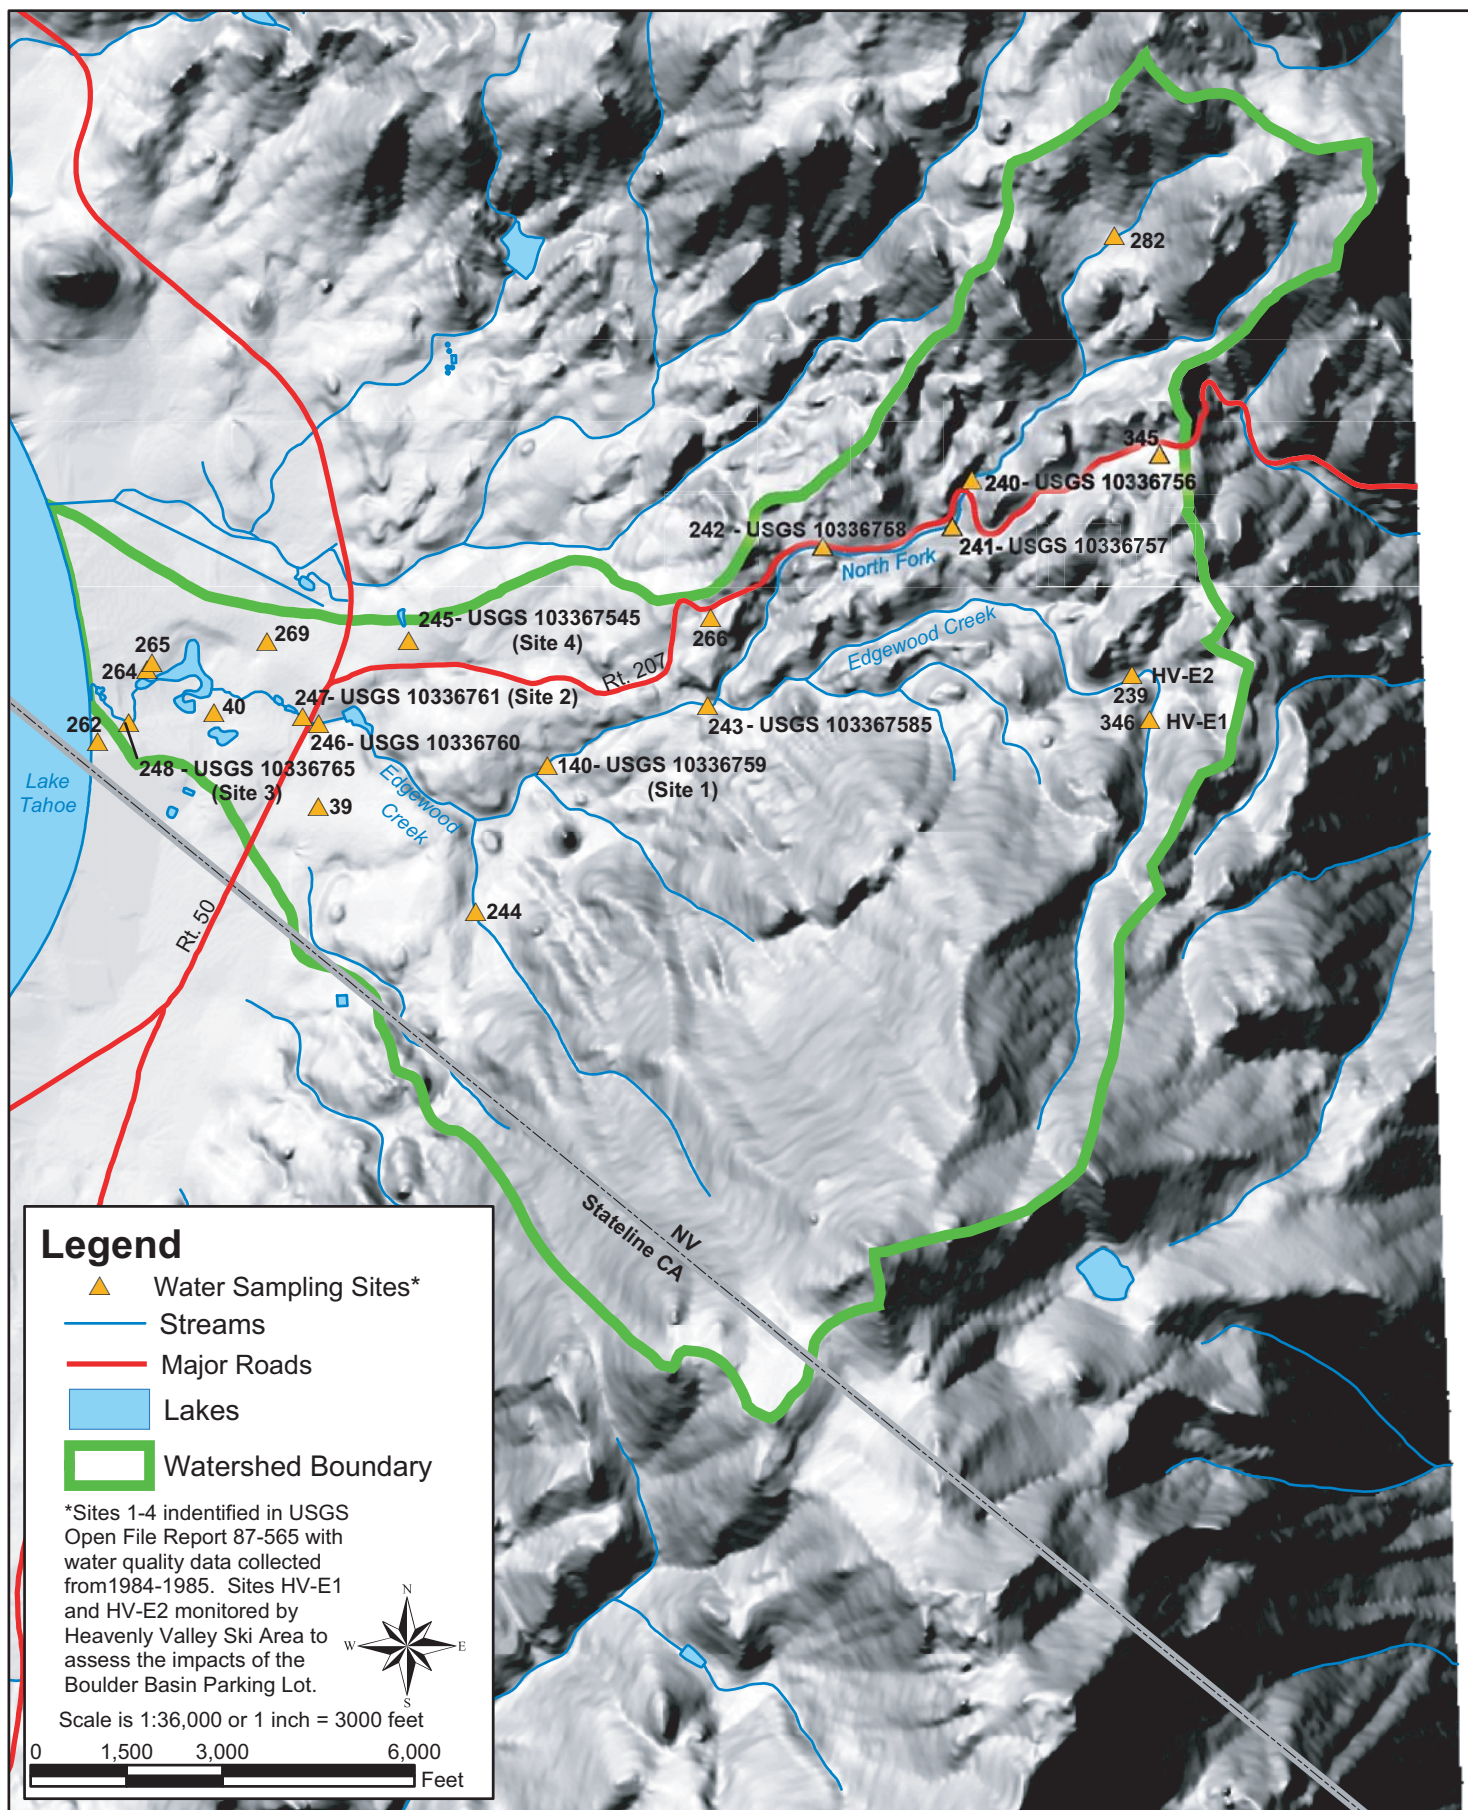 282
345
240- USGS 10336756
242 - USGS 10336758
241- USGS 10336757
North Fork
245- USGS 103367545
(Site 4)
266
269
265
264
Rt. 207
Edgewood Creek
HV-E2
239
346
HV-E1
247- USGS 10336761 (Site 2)
40
262
246- USGS 10336760
243 - USGS 103367585
248 - USGS 10336765
(Site 3)
140- USGS 10336759
(Site 1)
Lake
Tahoe
Edgewood
Creek
39
244
Rt. 50
NV
Stateline CA
Legend
Water Sampling Sites*
Streams
Major Roads
Lakes
Watershed Boundary
*Sites 1-4 indentified in USGS
Open File Report 87-565 with
water quality data collected
from1984-1985. Sites HV-E1
and HV-E2 monitored by
Heavenly Valley Ski Area to
assess the impacts of the
Boulder Basin Parking Lot.
N
W
E
S
Scale is 1:36,000 or 1 inch = 3000 feet
0 1,500 3,000 6,000
Feet